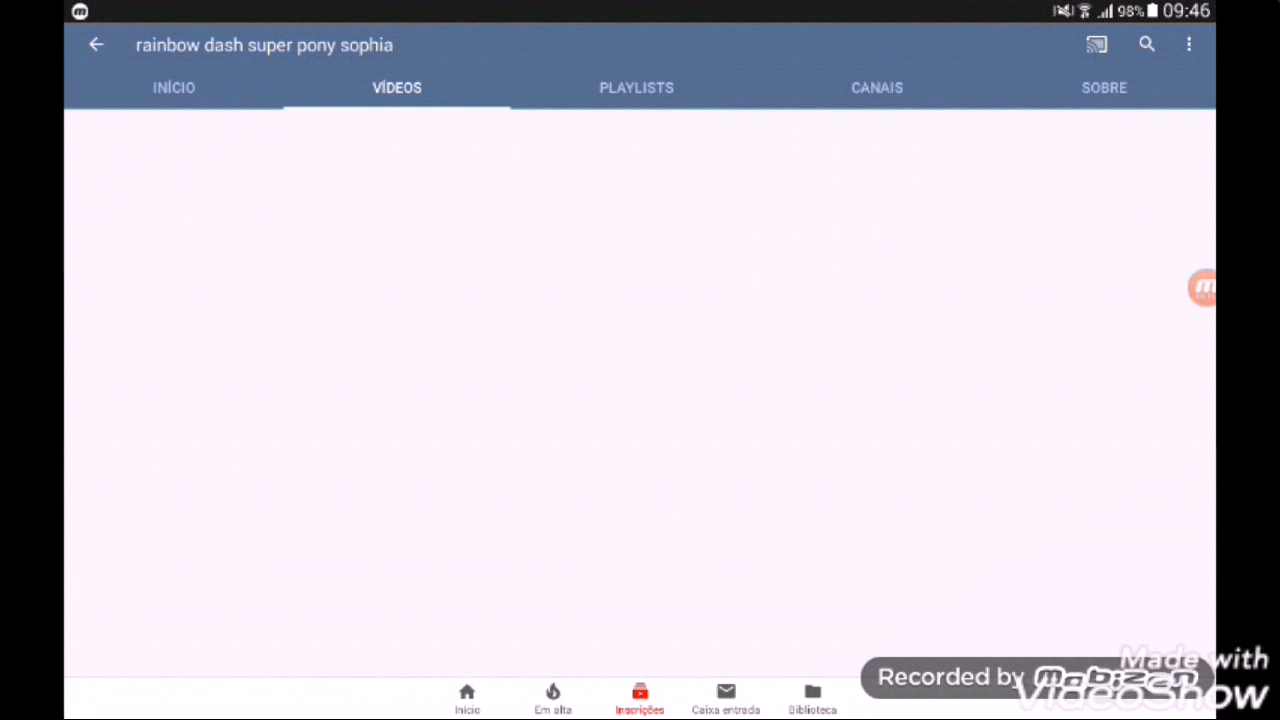 98% 09:46
rainbow dash super pony sophia
INÍCIO VÍDEOS PLAYLISTS CANAIS SOBRE
Recorded by Mobizen
Made with
VideoShow
Início Em alta Inscrições Caixa entrada Biblioteca